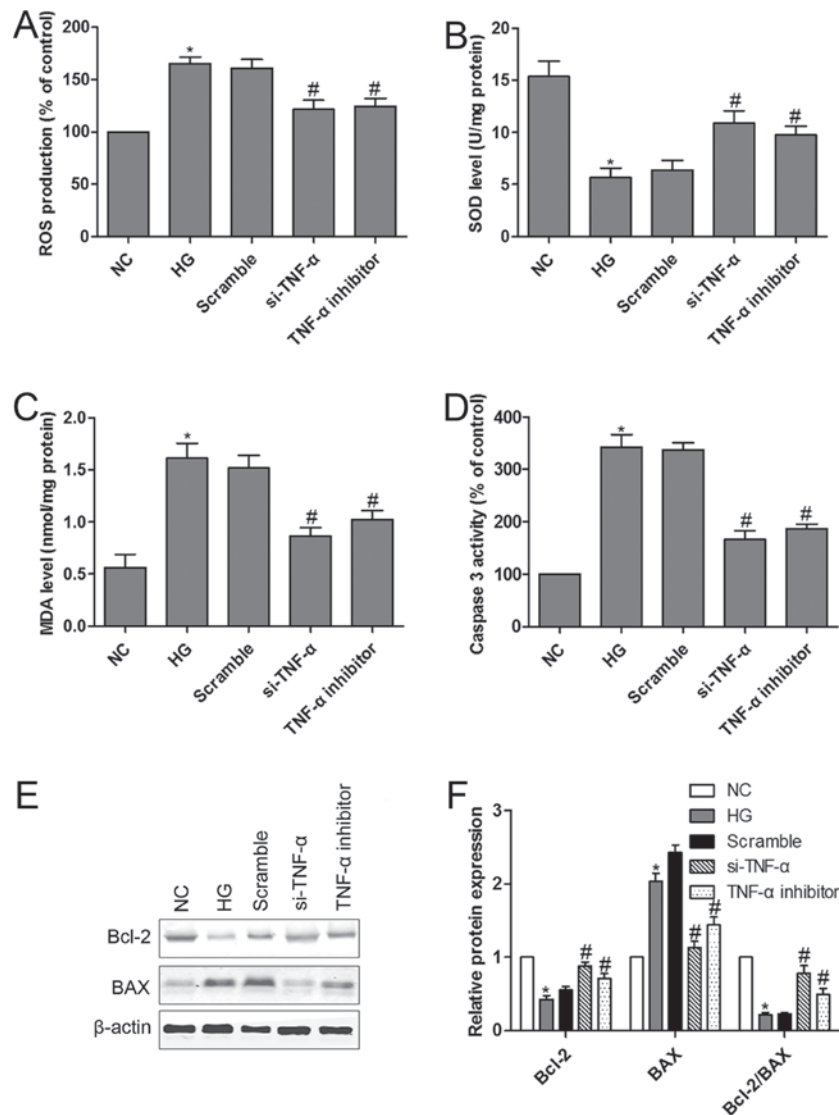 A
ROS production (% of control)
200
150
100
50
0
*
#
#
NC
HG
Scramble
si-TNF-α
TNF-α inhibitor
B
SOD level (U/mg protein)
20
15
10
5
0
*
#
#
NC
HG
Scramble
si-TNF-α
TNF-α inhibitor
C
MDA level (nmol/mg protein)
2.0
1.5
1.0
0.5
0.0
*
#
#
NC
HG
Scramble
si-TNF-α
TNF-α inhibitor
D
Caspase 3 activity (% of control)
400
300
200
100
0
*
#
#
NC
HG
Scramble
si-TNF-α
TNF-α inhibitor
E
NC
HG
Scramble
si-TNF-α
TNF-α inhibitor
Bcl-2
BAX
β-actin
F
Relative protein expression
3
2
1
0
NC
HG
Scramble
si-TNF-α
TNF-α inhibitor
*
#
#
*
#
#
*
#
#
Bcl-2
BAX
Bcl-2/BAX